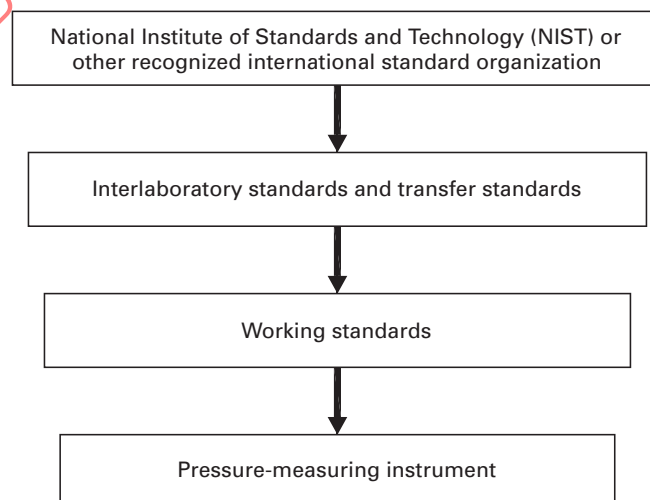 National Institute of Standards and Technology (NIST) or
other recognized international standard organization
Interlaboratory standards and transfer standards
Working standards
Pressure-measuring instrument